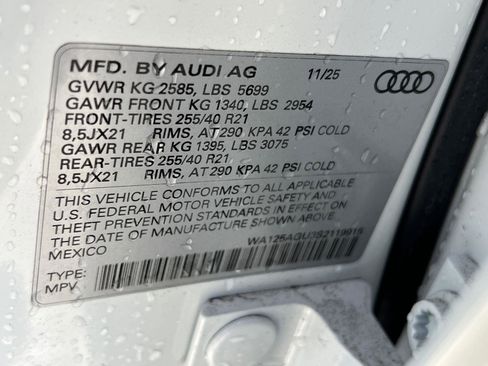 MFD. BY AUDI AG 11/25
GVWR KG 2585, LBS 5699
GAWR FRONT KG 1340, LBS 2954
FRONT-TIRES 255/40 R21
8,5JX21 RIMS, AT290 KPA 42 PSI COLD
GAWR REAR KG 1395, LBS 3075
REAR-TIRES 255/40 R21
8,5JX21 RIMS, AT290 KPA 42 PSI COLD
THIS VEHICLE CONFORMS TO ALL APPLICABLE
U.S. FEDERAL MOTOR VEHICLE SAFETY AND
THEFT PREVENTION STANDARDS IN EFFECT ON
THE DATE OF MANUFACTURE SHOWN ABOVE.
MEXICO
TYPE:
MPV